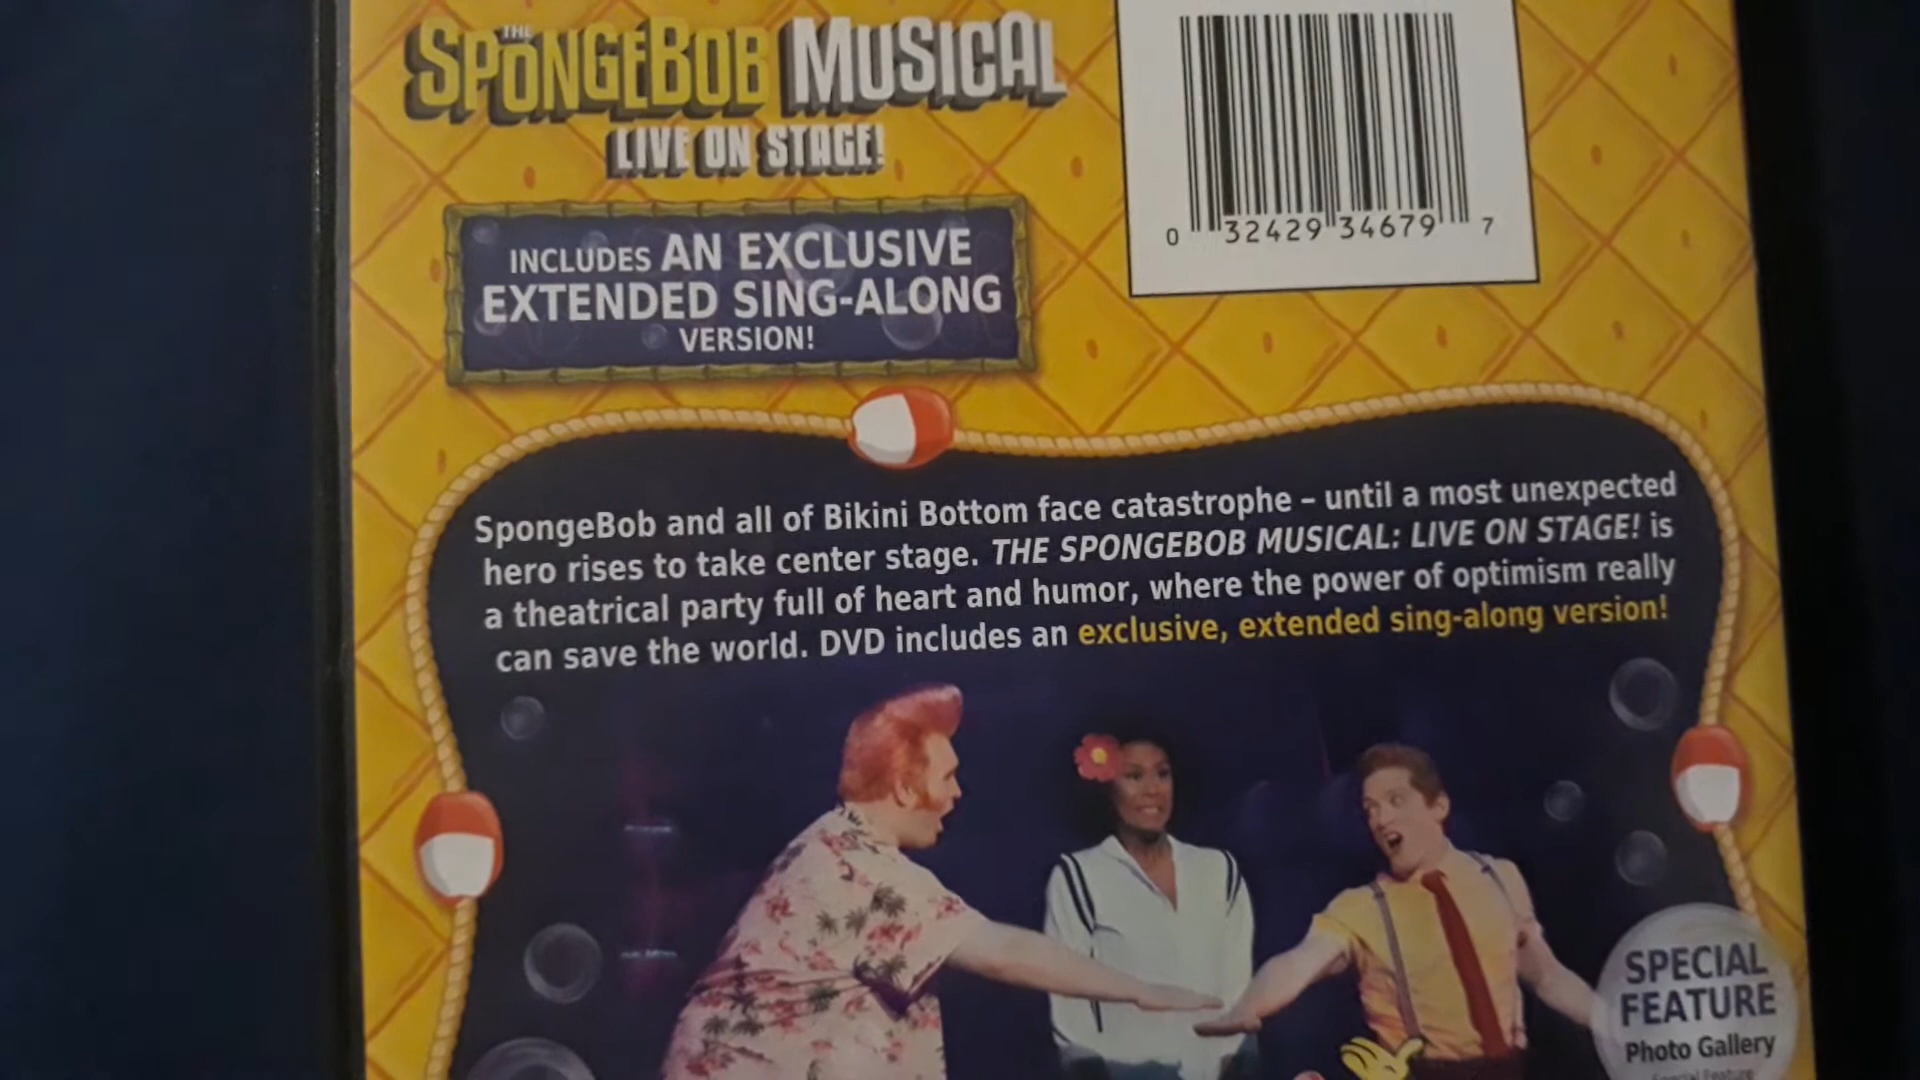 THE
SPONGEBOB MUSICAL
LIVE ON STAGE!
INCLUDES AN EXCLUSIVE
EXTENDED SING-ALONG
VERSION!
0 32429 34679 7
SpongeBob and all of Bikini Bottom face catastrophe – until a most unexpected
hero rises to take center stage. THE SPONGEBOB MUSICAL: LIVE ON STAGE! is
a theatrical party full of heart and humor, where the power of optimism really
can save the world. DVD includes an exclusive, extended sing-along version!
SPECIAL
FEATURE
Photo Gallery
Special Feature